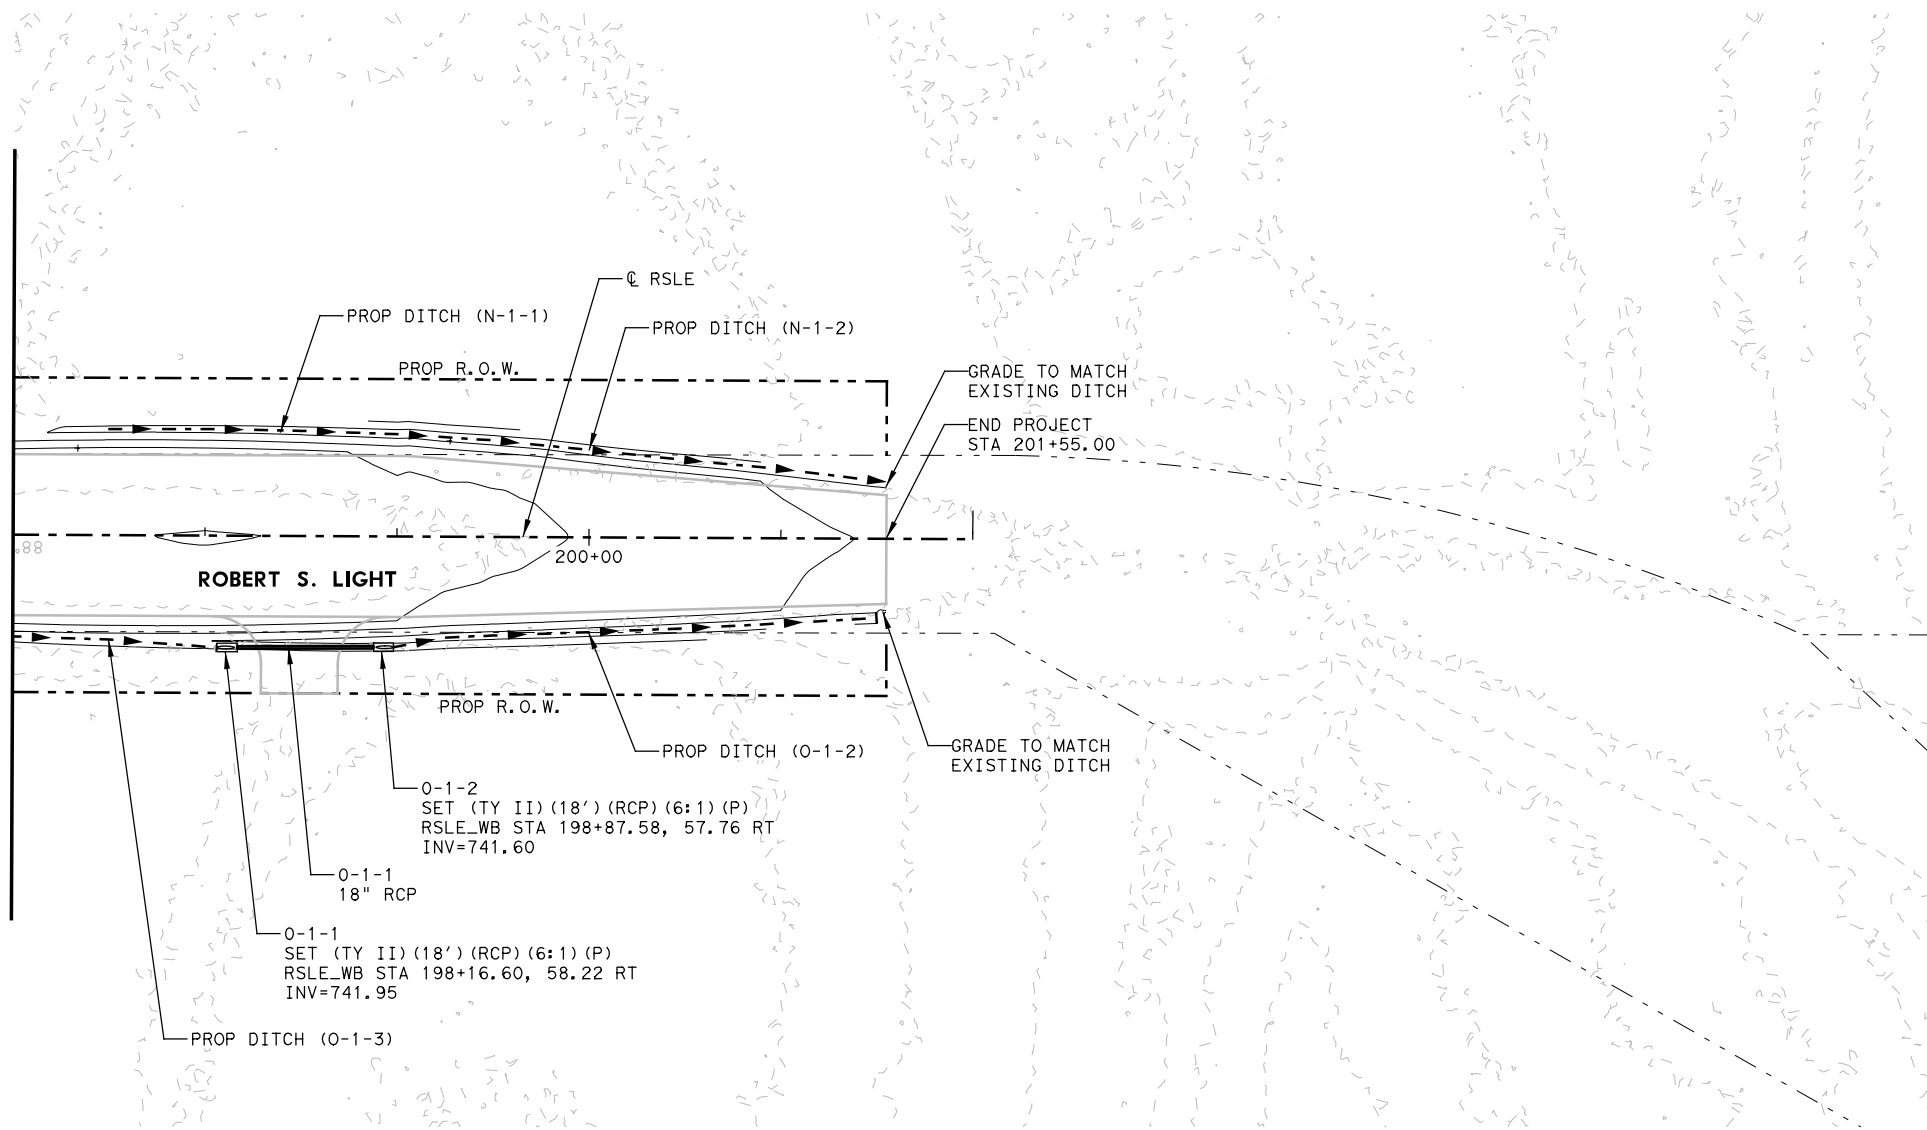 ℄ RSLE
PROP DITCH (N-1-1)
PROP DITCH (N-1-2)
PROP R.O.W.
GRADE TO MATCH
EXISTING DITCH
END PROJECT
STA 201+55.00
.88
200+00
ROBERT S. LIGHT
PROP R.O.W.
PROP DITCH (O-1-2)
GRADE TO MATCH
EXISTING DITCH
O-1-2
SET (TY II)(18')(RCP)(6:1)(P)
RSLE_WB STA 198+87.58, 57.76 RT
INV=741.60
O-1-1
18" RCP
O-1-1
SET (TY II)(18')(RCP)(6:1)(P)
RSLE_WB STA 198+16.60, 58.22 RT
INV=741.95
PROP DITCH (O-1-3)